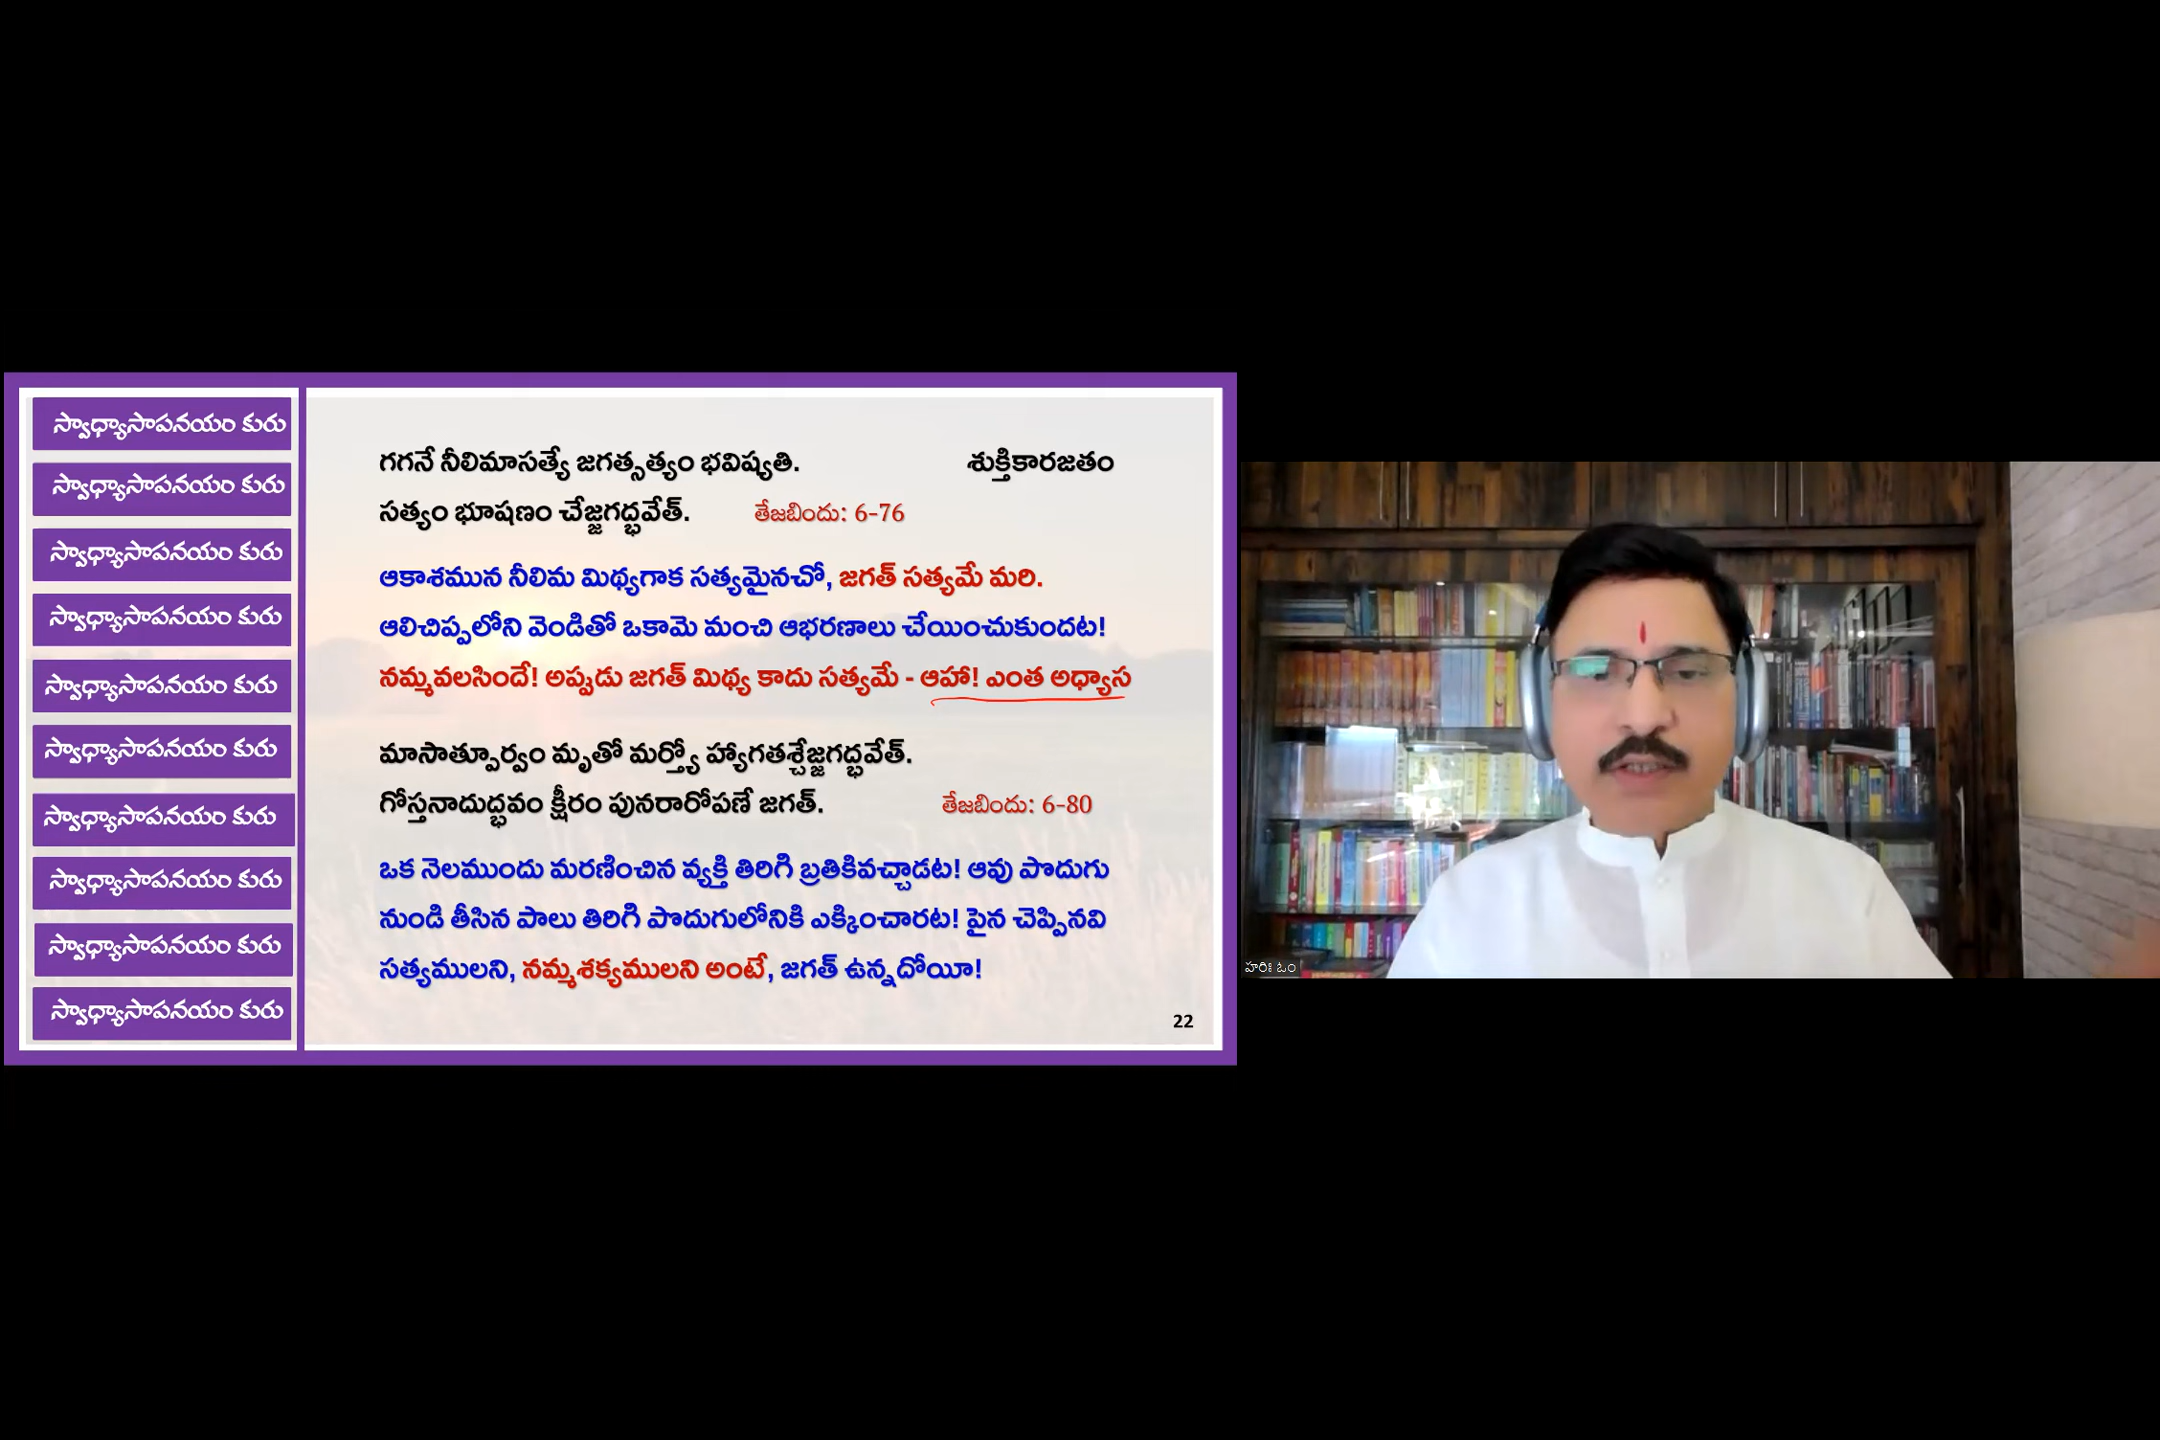 స్వాధ్యాసాపనయం కురు
స్వాధ్యాసాపనయం కురు
స్వాధ్యాసాపనయం కురు
స్వాధ్యాసాపనయం కురు
స్వాధ్యాసాపనయం కురు
స్వాధ్యాసాపనయం కురు
స్వాధ్యాసాపనయం కురు
స్వాధ్యాసాపనయం కురు
స్వాధ్యాసాపనయం కురు
స్వాధ్యాసాపనయం కురు
గగనే నీలిమాసత్యే జగత్సత్యం భవిష్యతి. శుక్తికారజతం
సత్యం భూషణం చేజ్జగద్భవేత్. తేజబిందు: 6-76
ఆకాశమున నీలిమ మిథ్యగాక సత్యమైనచో, జగత్ సత్యమే మరి.
ఆలిచిప్పలోని వెండితో ఒకామె మంచి ఆభరణాలు చేయించుకుందట!
నమ్మవలసిందే! అప్పుడు జగత్ మిథ్య కాదు సత్యమే - ఆహా! ఎంత అధ్యాస
మాసాత్పూర్వం మృతో మర్త్యో హ్యాగతశ్చేజ్జగద్భవేత్.
గోస్తనాదుద్భవం క్షీరం పునరారోపణే జగత్. తేజబిందు: 6-80
ఒక నెలముందు మరణించిన వ్యక్తి తిరిగి బ్రతికివచ్చాడట! ఆవు పొదుగు
నుండి తీసిన పాలు తిరిగి పొదుగులోనికి ఎక్కించారట! పైన చెప్పినవి
సత్యములని, నమ్మశక్యములని అంటే, జగత్ ఉన్నదోయీ!
22
హరిః ఓం